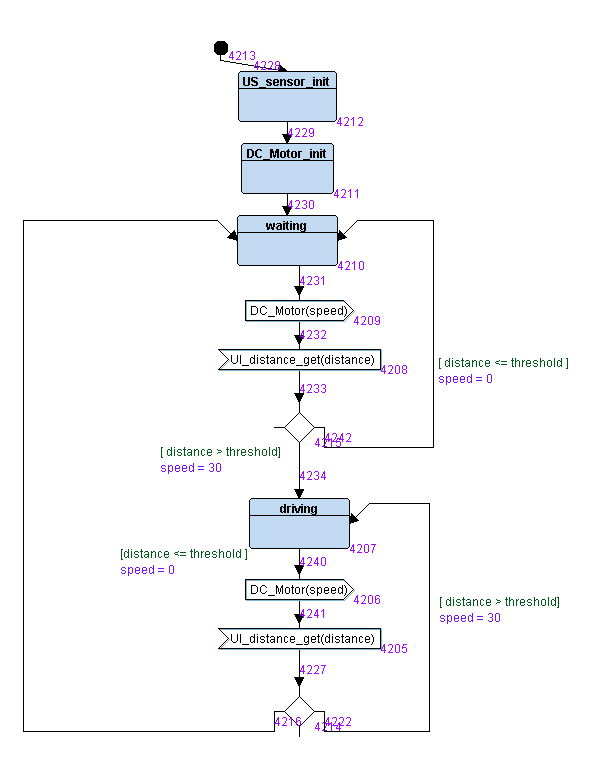 4213
4228
US_sensor_init
4212
4229
DC_Motor_init
4211
4230
waiting
4210
4231
DC_Motor(speed)
4209
4232
UI_distance_get(distance)
4208
4233
[ distance <= threshold ]
speed = 0
4242
4215
[ distance > threshold]
speed = 30
4234
driving
4207
[distance <= threshold ]
speed = 0
4240
DC_Motor(speed)
4206
4241
[ distance > threshold]
speed = 30
UI_distance_get(distance)
4205
4227
4216
4222
4214